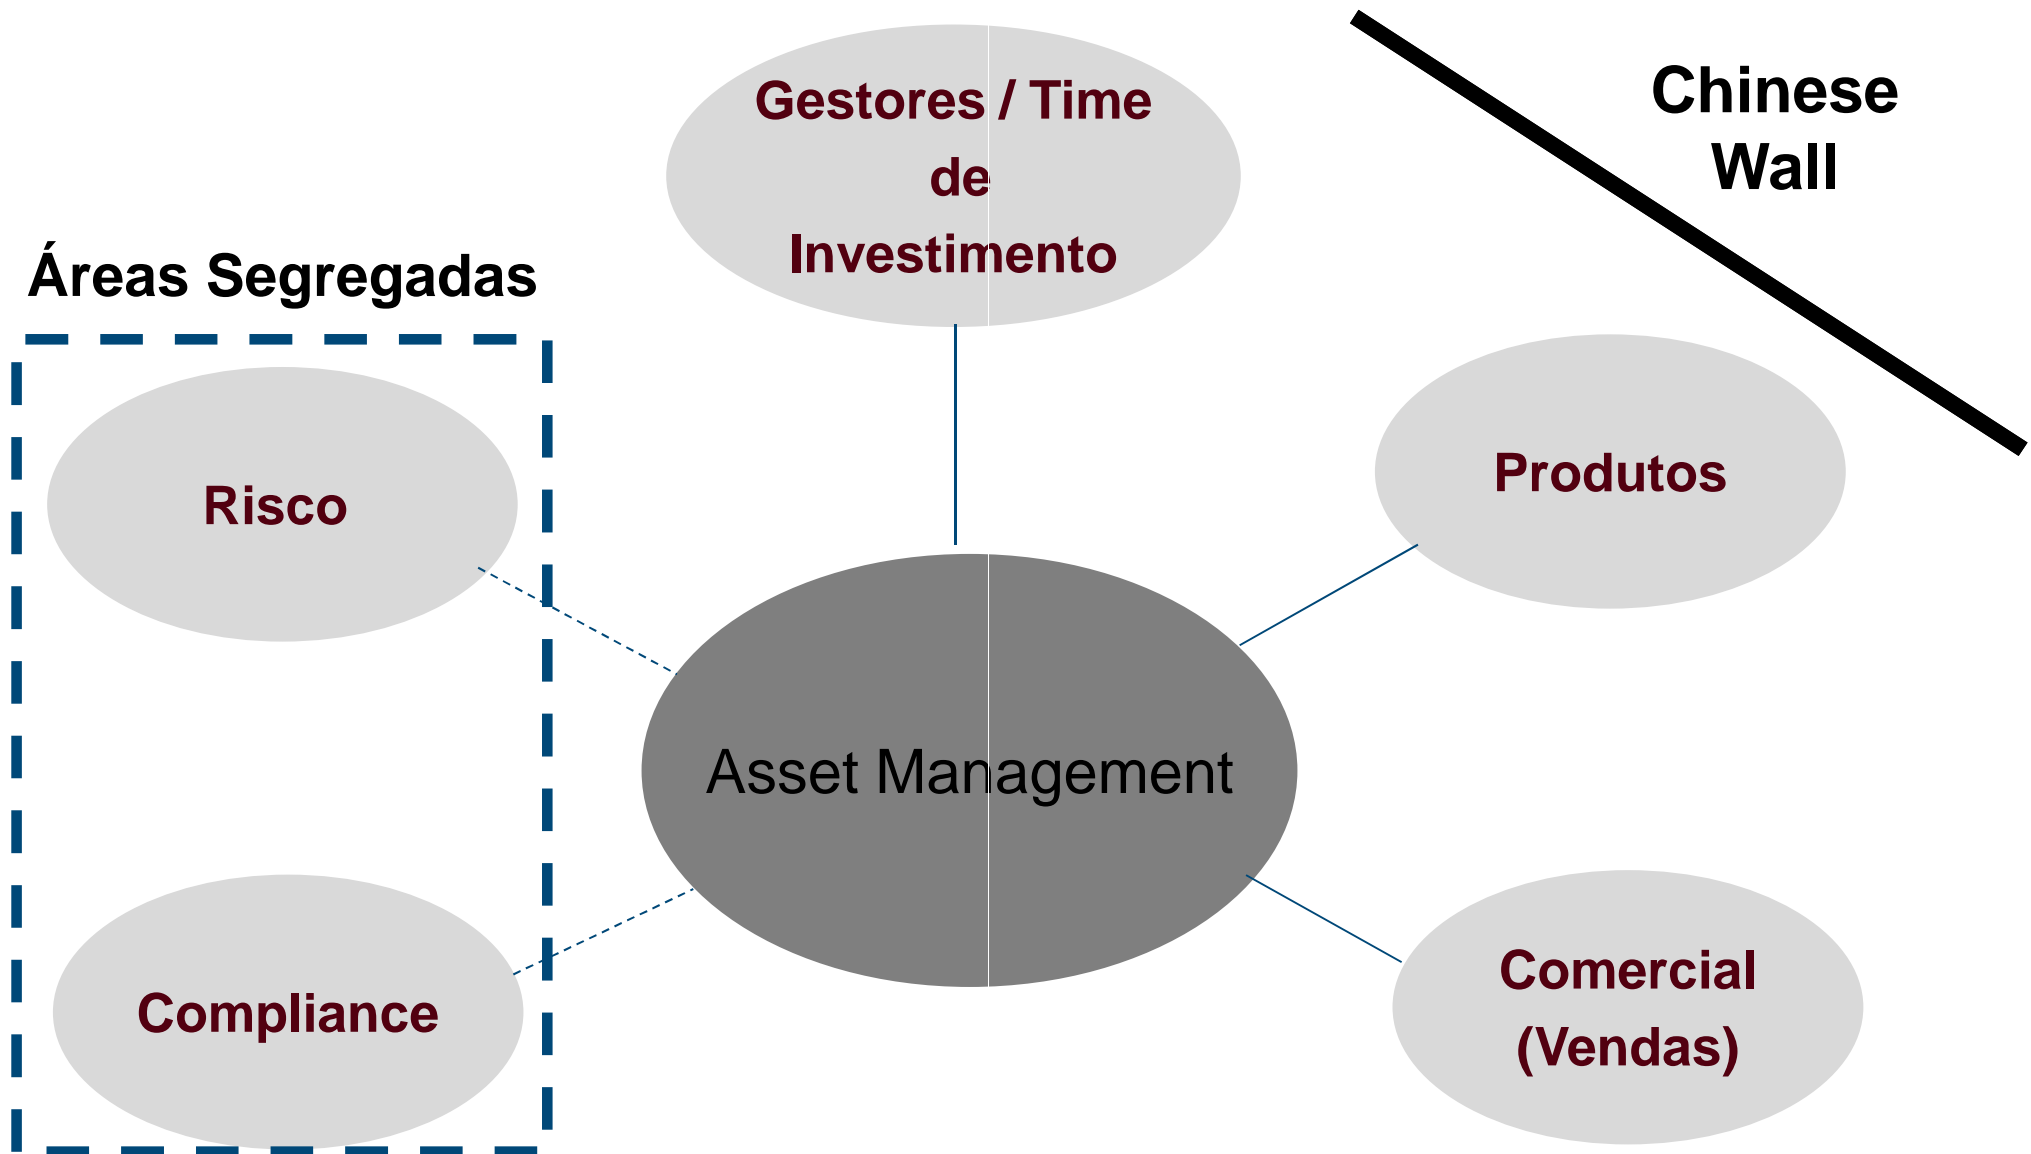 Gestores / Time
de
Investimento
Chinese
Wall
Áreas Segregadas
Risco
Produtos
Asset Management
Compliance
Comercial
(Vendas)